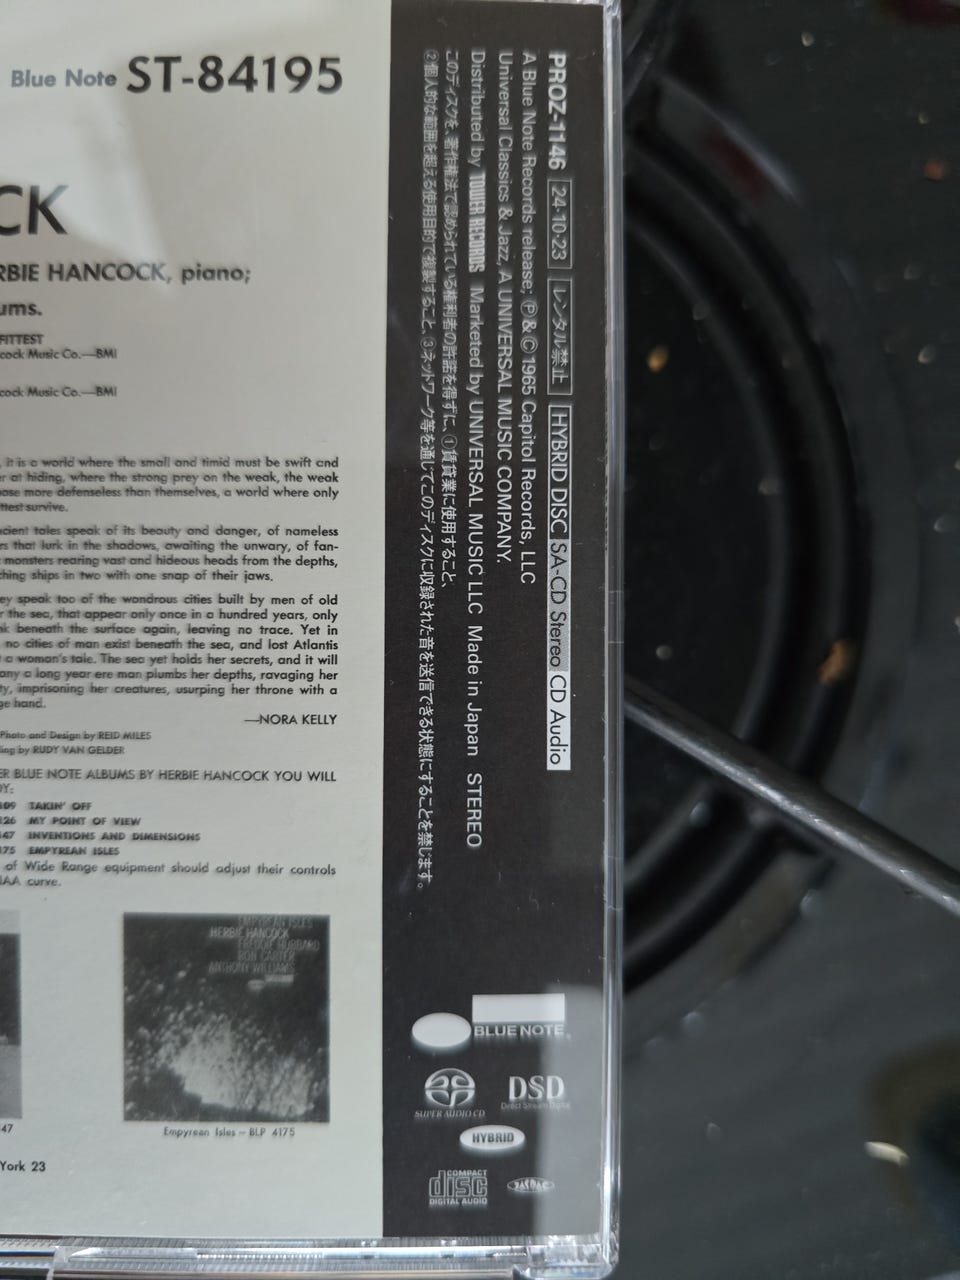 Blue Note ST-84195
CK
RBIE HANCOCK, piano;
ums.
FITTEST
cock Music Co.—BMI
cock Music Co.—BMI
, it is a world where the small and timid must be swift and
r at hiding, where the strong prey on the weak, the weak
ose more defenseless than themselves, a world where only
ttest survive.
cient tales speak of its beauty and danger, of nameless
rs that lurk in the shadows, awaiting the unwary, of fan-
monsters rearing vast and hideous heads from the depths,
ching ships in two with one snap of their jaws.
ey speak too of the wondrous cities built by men of old
r the sea, that appear only once in a hundred years, only
nk beneath the surface again, leaving no trace. Yet in
no cities of man exist beneath the sea, and lost Atlantis
t a woman's tale. The sea yet holds her secrets, and it will
any a long year ere man plumbs her depths, ravaging her
ty, imprisoning her creatures, usurping her throne with a
ge hand.
—NORA KELLY
Photo and Design by REID MILES
ing by RUDY VAN GELDER
ER BLUE NOTE ALBUMS BY HERBIE HANCOCK YOU WILL
OY:
109 TAKIN' OFF
126 MY POINT OF VIEW
147 INVENTIONS AND DIMENSIONS
175 EMPYREAN ISLES
of Wide Range equipment should adjust their controls
IAA curve.
EMPYREAN ISLES
HERBIE HANCOCK
FREDDIE HUBBARD
RON CARTER
ANTHONY WILLIAMS
147
Empyrean Isles – BLP 4175
York 23
PROZ-1146 24·10·23 レンタル禁止 HYBRID DISC SA-CD Stereo CD Audio
A Blue Note Records release; Ⓟ & © 1965 Capitol Records, LLC
Universal Classics & Jazz, A UNIVERSAL MUSIC COMPANY.
Distributed by TOWER RECORDS Marketed by UNIVERSAL MUSIC LLC Made in Japan STEREO
このディスクを、著作権法で認められている権利者の許諾を得ずに、①賃貸業に使用すること、
②個人的な範囲を超える使用目的で複製すること、③ネットワーク等を通じてこのディスクに収録された音を送信できる状態にすることを禁じます。
BLUE NOTE
SUPER AUDIO CD
DSD
Direct Stream Digital
HYBRID
COMPACT
disc
DIGITAL AUDIO
JASRAC